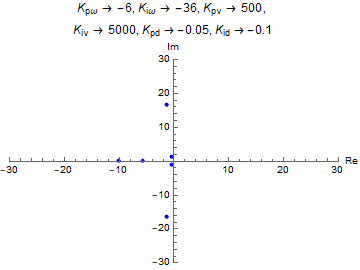 Kpω → -6, Kiω → -36, Kpv → 500,
Kiv → 5000, Kpd → -0.05, Kid → -0.1
Im
30
20
10
-30 -20 -10 10 20 30 Re
-10
-20
-30